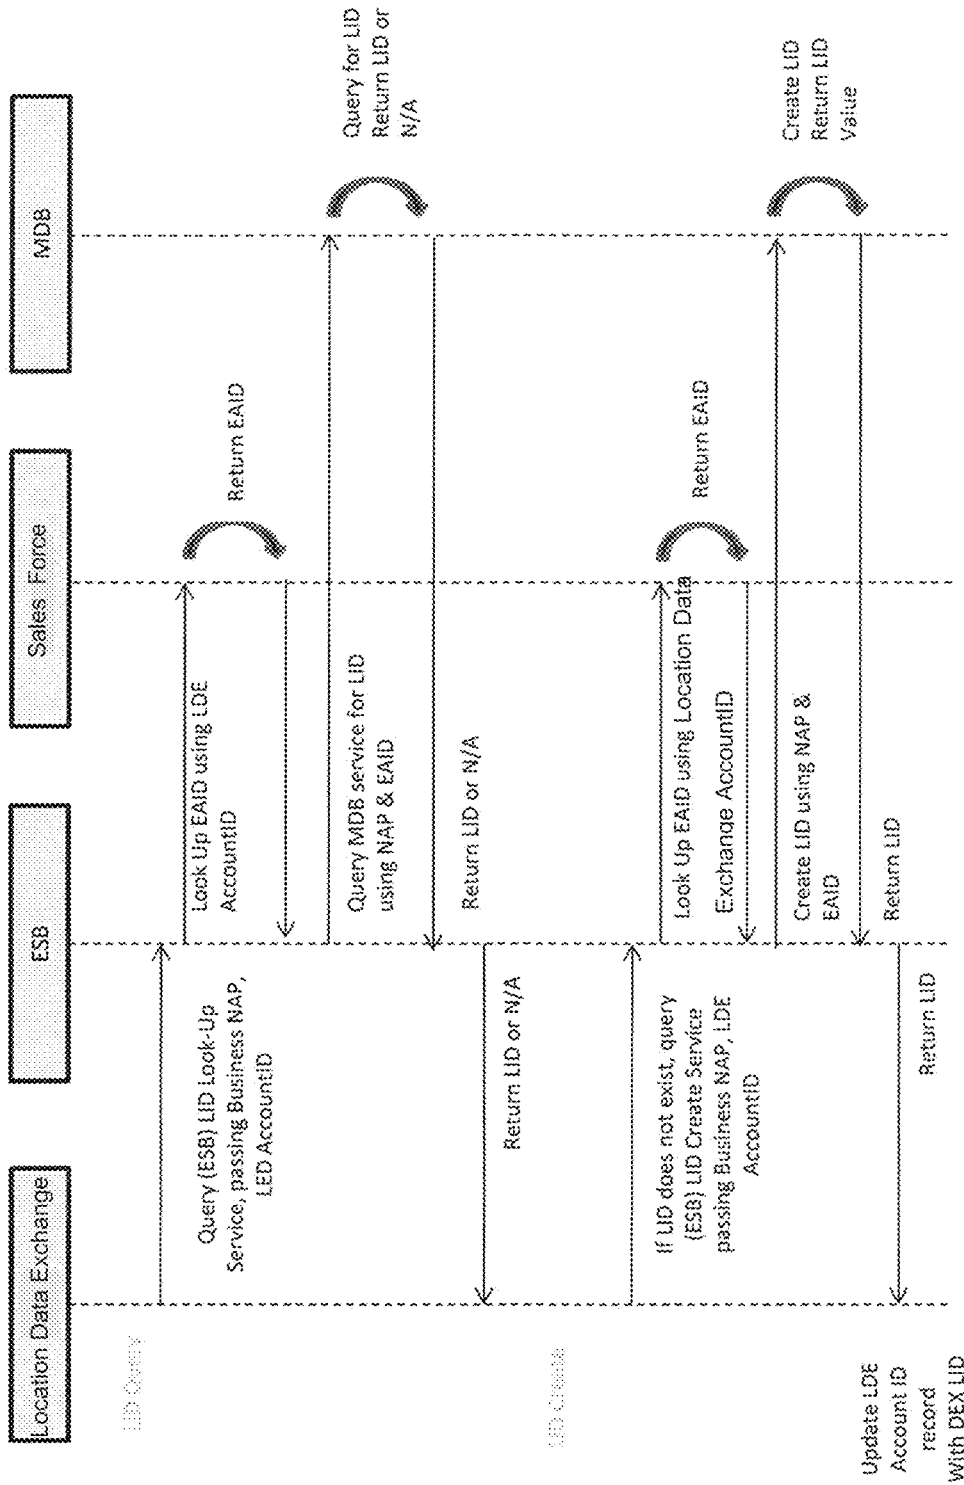 Location Data Exchange
ESB
Sales Force
MDB
LID Query
Query (ESB) LID Look-Up
Service, passing Business NAP,
LED AccountID
Look Up EAID using LDE
AccountID
Return EAID
Query MDB service for LID
using NAP & EAID
Query for LID
Return LID or
N/A
Return LID or N/A
Return LID or N/A
LID Create
If LID does not exist, query
(ESB) LID Create Service
passing Business NAP, LDE
AccountID
Look Up EAID using Location Data
Exchange AccountID
Return EAID
Create LID using NAP &
EAID
Create LID
Return LID
Value
Return LID
Return LID
Update LDE
Account ID
record
With DEX LID